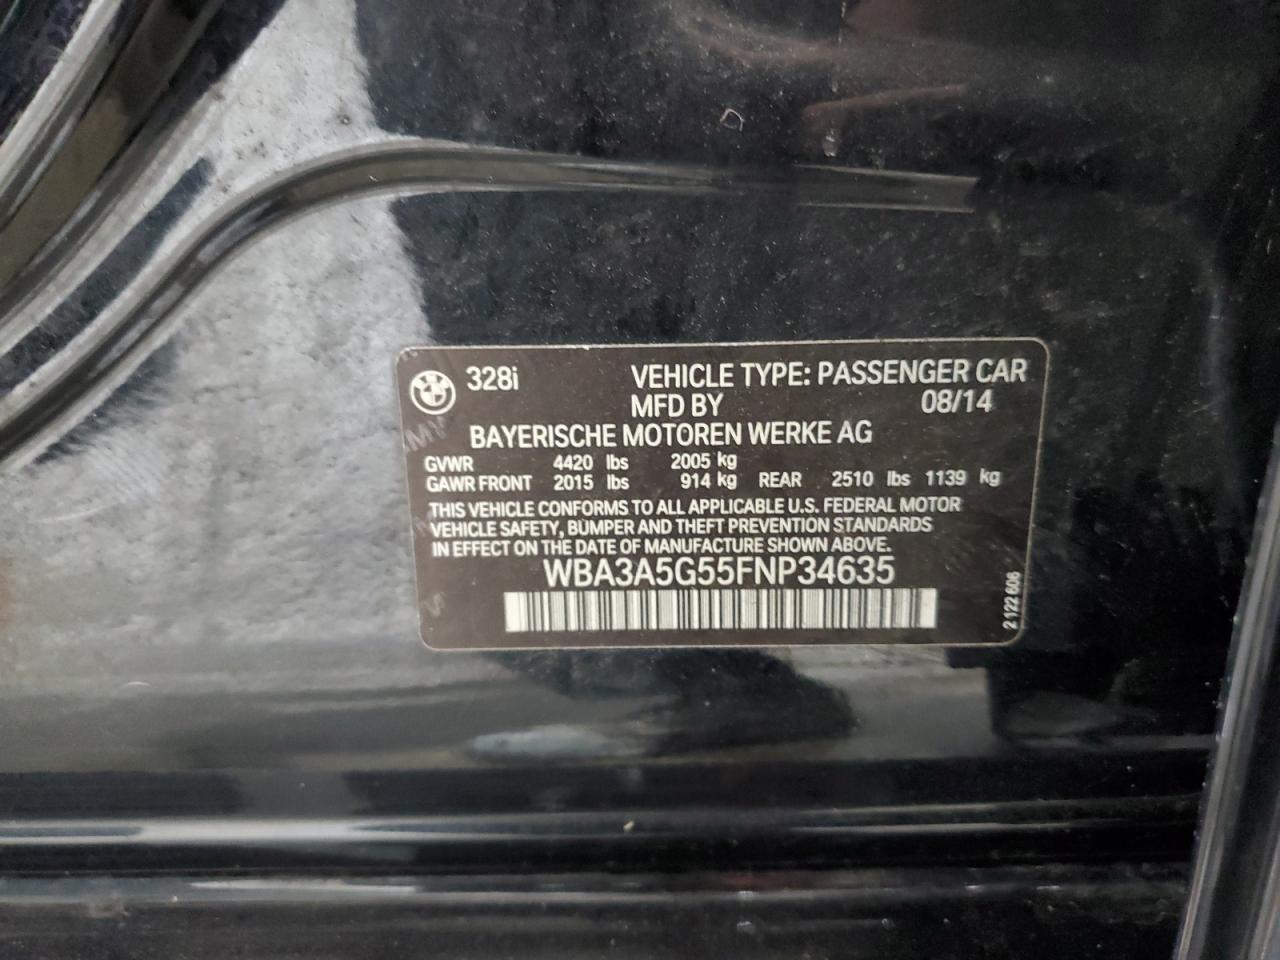 328i VEHICLE TYPE: PASSENGER CAR
MFD BY 08/14
BAYERISCHE MOTOREN WERKE AG
GVWR 4420 lbs 2005 kg
GAWR FRONT 2015 lbs 914 kg REAR 2510 lbs 1139 kg
THIS VEHICLE CONFORMS TO ALL APPLICABLE U.S. FEDERAL MOTOR
VEHICLE SAFETY, BUMPER AND THEFT PREVENTION STANDARDS
IN EFFECT ON THE DATE OF MANUFACTURE SHOWN ABOVE.
WBA3A5G55FNP34635
2 122 606